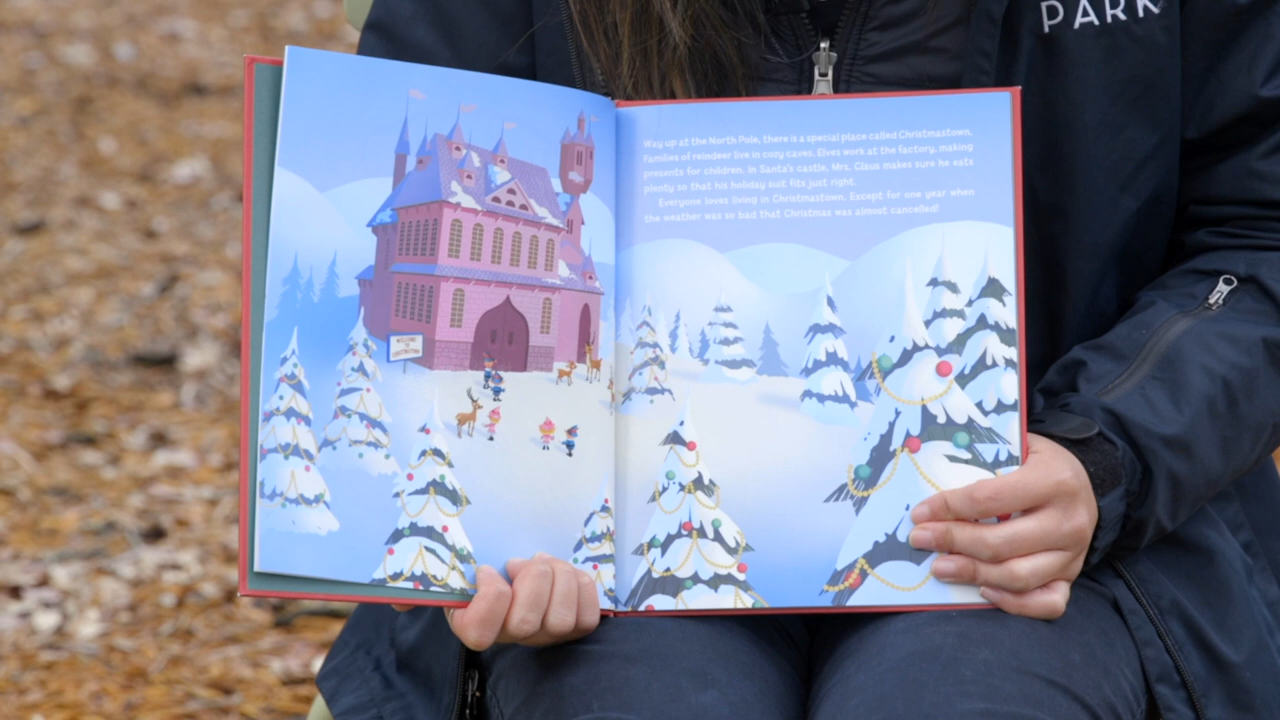 PARK
Way up at the North Pole, there is a special place called Christmastown.
Families of reindeer live in cozy caves. Elves work at the factory, making
presents for children. In Santa's castle, Mrs. Claus makes sure he eats
plenty so that his holiday suit fits just right.
Everyone loves living in Christmastown. Except for one year when
the weather was so bad that Christmas was almost cancelled!
WELCOME
TO
CHRISTMASTOWN